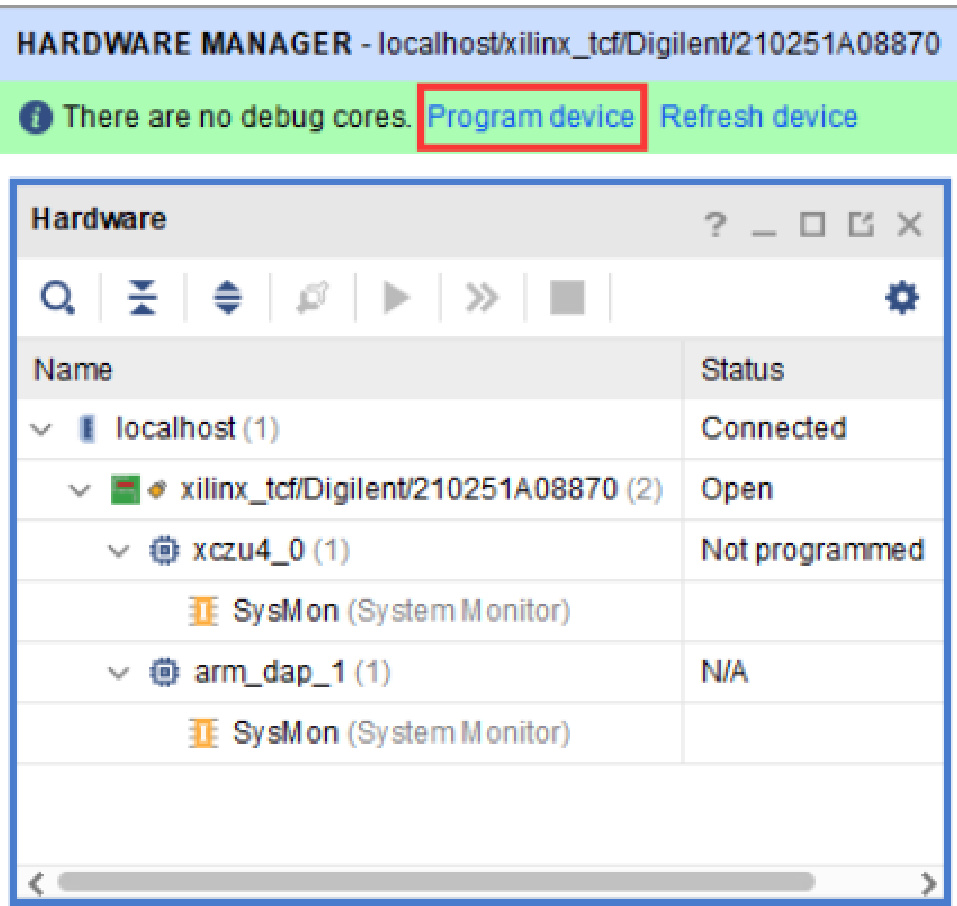 HARDWARE MANAGER - localhost/xilinx_tcf/Digilent/210251A08870
There are no debug cores. Program device Refresh device
Hardware
Name Status
localhost (1) Connected
xilinx_tcf/Digilent/210251A08870 (2) Open
xczu4_0 (1) Not programmed
SysMon (System Monitor)
arm_dap_1 (1) N/A
SysMon (System Monitor)